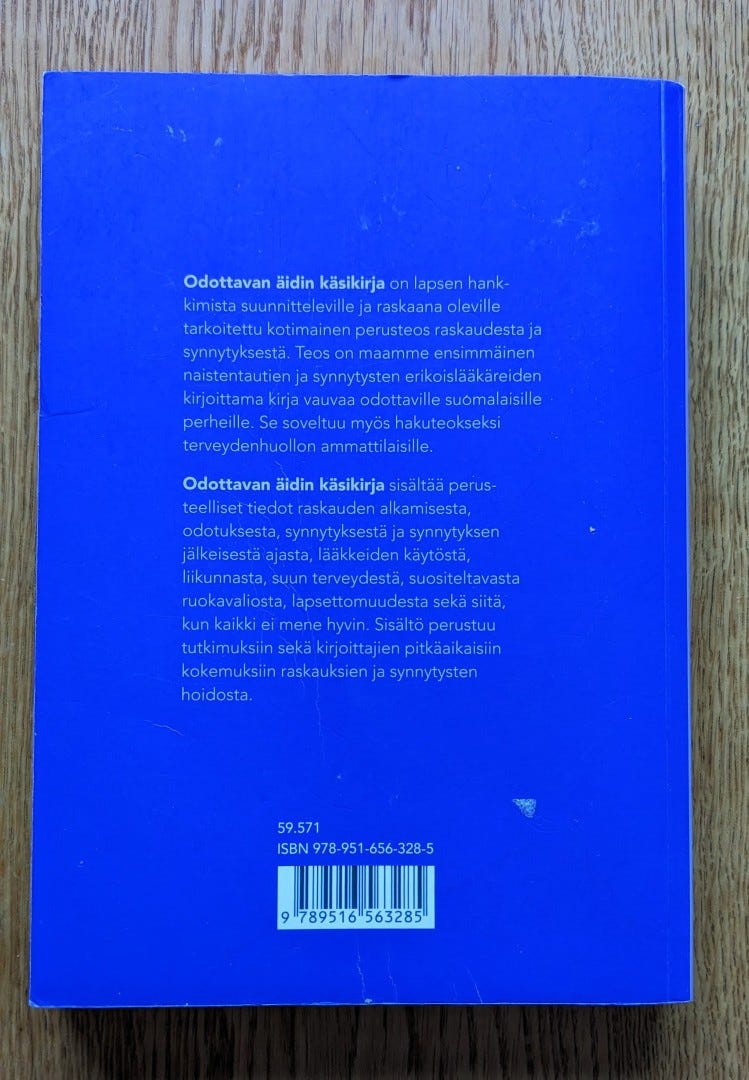 Odottavan äidin käsikirja on lapsen hank-
kimista suunnitteleville ja raskaana oleville
tarkoitettu kotimainen perusteos raskaudesta ja
synnytyksestä. Teos on maamme ensimmäinen
naistentautien ja synnytysten erikoislääkäreiden
kirjoittama kirja vauvaa odottaville suomalaisille
perheille. Se soveltuu myös hakuteokseksi
terveydenhuollon ammattilaisille.
Odottavan äidin käsikirja sisältää perus-
teelliset tiedot raskauden alkamisesta,
odotuksesta, synnytyksestä ja synnytyksen
jälkeisestä ajasta, lääkkeiden käytöstä,
liikunnasta, suun terveydestä, suositeltavasta
ruokavaliosta, lapsettomuudesta sekä siitä,
kun kaikki ei mene hyvin. Sisältö perustuu
tutkimuksiin sekä kirjoittajien pitkäaikaisiin
kokemuksiin raskauksien ja synnytysten
hoidosta.
59.571
ISBN 978-951-656-328-5
9 789516 563285